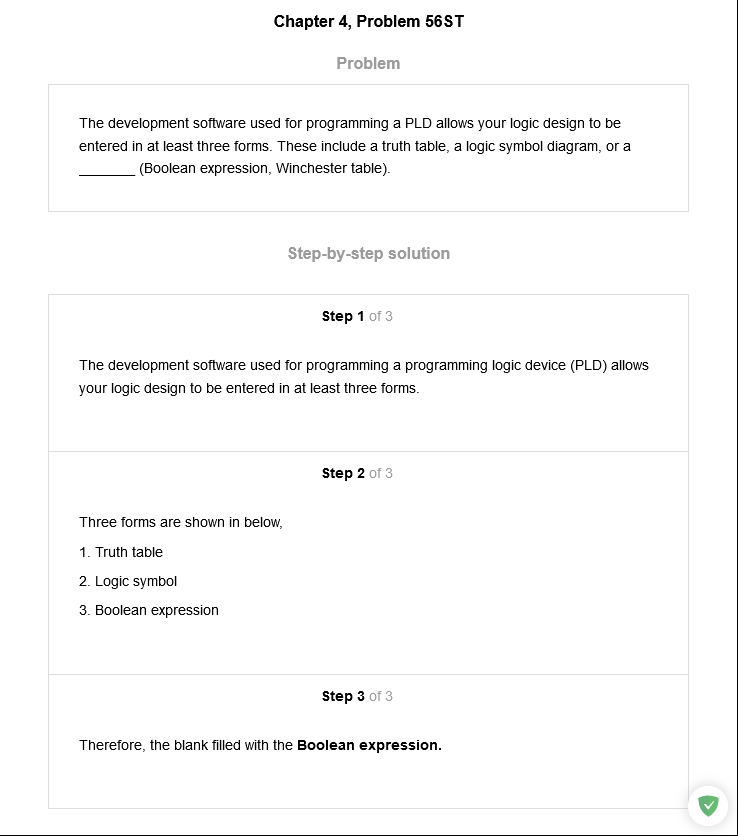 Chapter 4, Problem 56ST
Problem
The development software used for programming a PLD allows your logic design to be
entered in at least three forms. These include a truth table, a logic symbol diagram, or a
_______ (Boolean expression, Winchester table).
Step-by-step solution
Step 1 of 3
The development software used for programming a programming logic device (PLD) allows
your logic design to be entered in at least three forms.
Step 2 of 3
Three forms are shown in below,
1. Truth table
2. Logic symbol
3. Boolean expression
Step 3 of 3
Therefore, the blank filled with the Boolean expression.